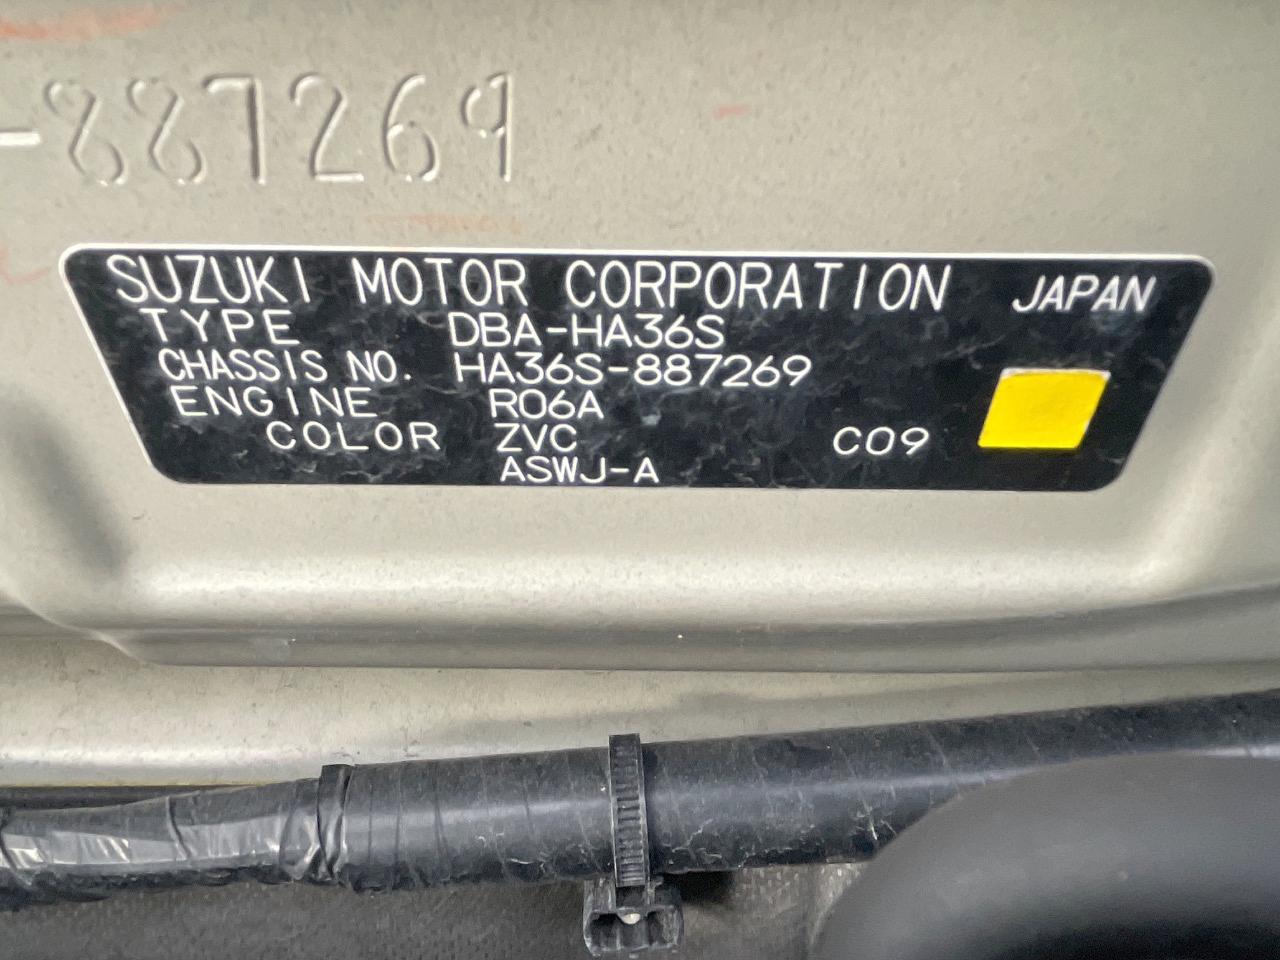 -887269
SUZUKI MOTOR CORPORATION JAPAN
TYPE DBA-HA36S
CHASSIS NO. HA36S-887269
ENGINE R06A
COLOR ZVC C09
ASWJ-A